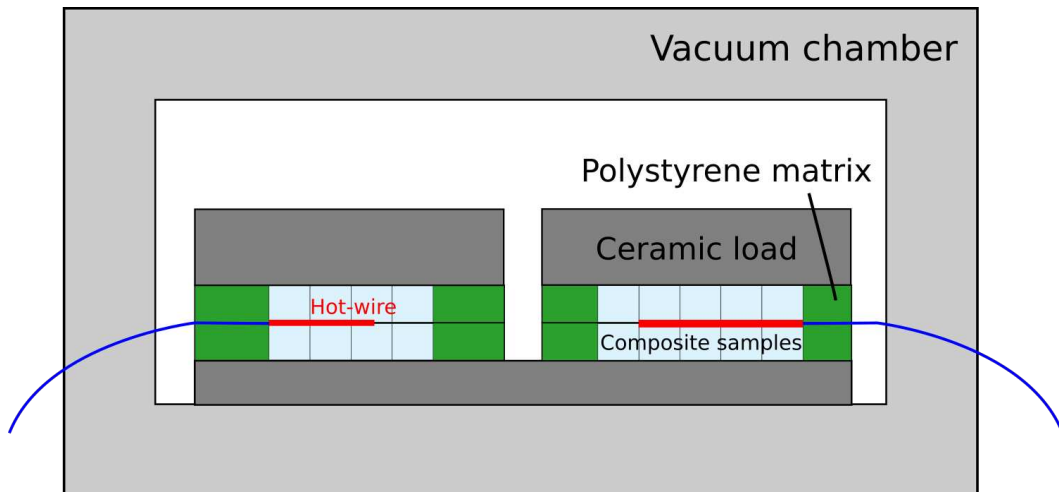 Vacuum chamber
Polystyrene matrix
Ceramic load
Hot-wire
Composite samples